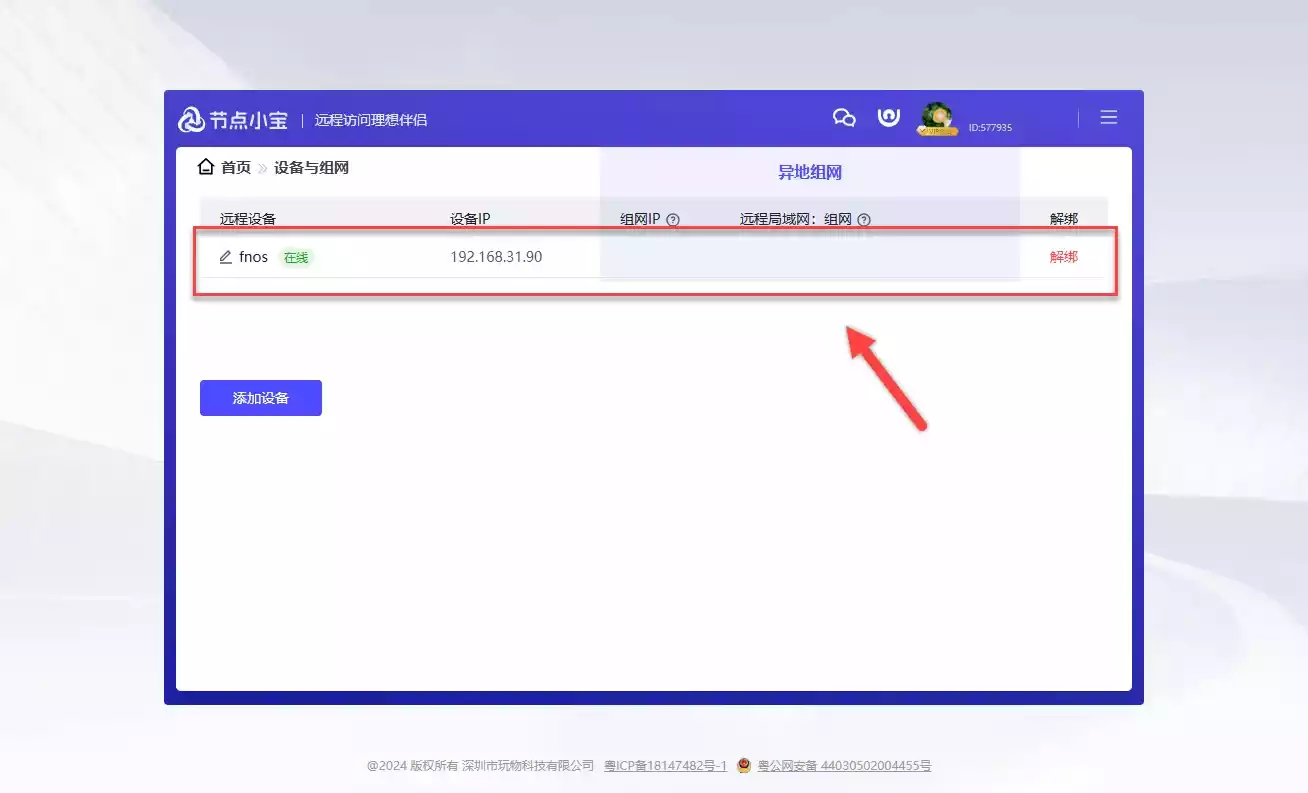 节点小宝 | 远程访问理想伴侣 ID:577935
首页 » 设备与组网
异地组网
远程设备 设备IP 组网IP 远程局域网：组网 解绑
fnos 在线 192.168.31.90 解绑
添加设备
@2024 版权所有 深圳市玩物科技有限公司 粤ICP备18147482号-1 粤公网安备 44030502004455号